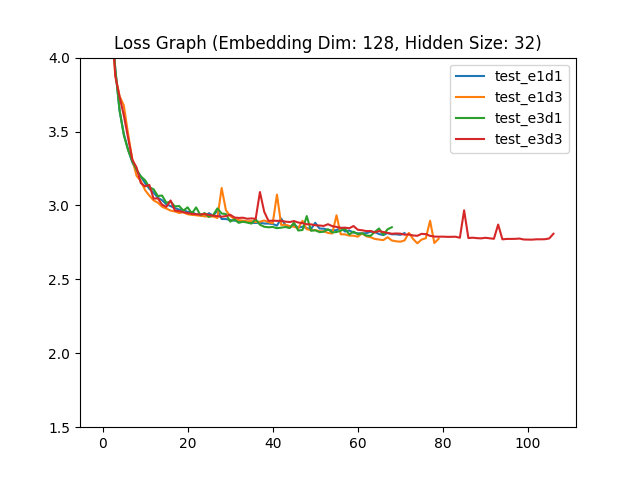 Loss Graph (Embedding Dim: 128, Hidden Size: 32)
4.0
3.5
3.0
2.5
2.0
1.5
0 20 40 60 80 100
test_e1d1
test_e1d3
test_e3d1
test_e3d3